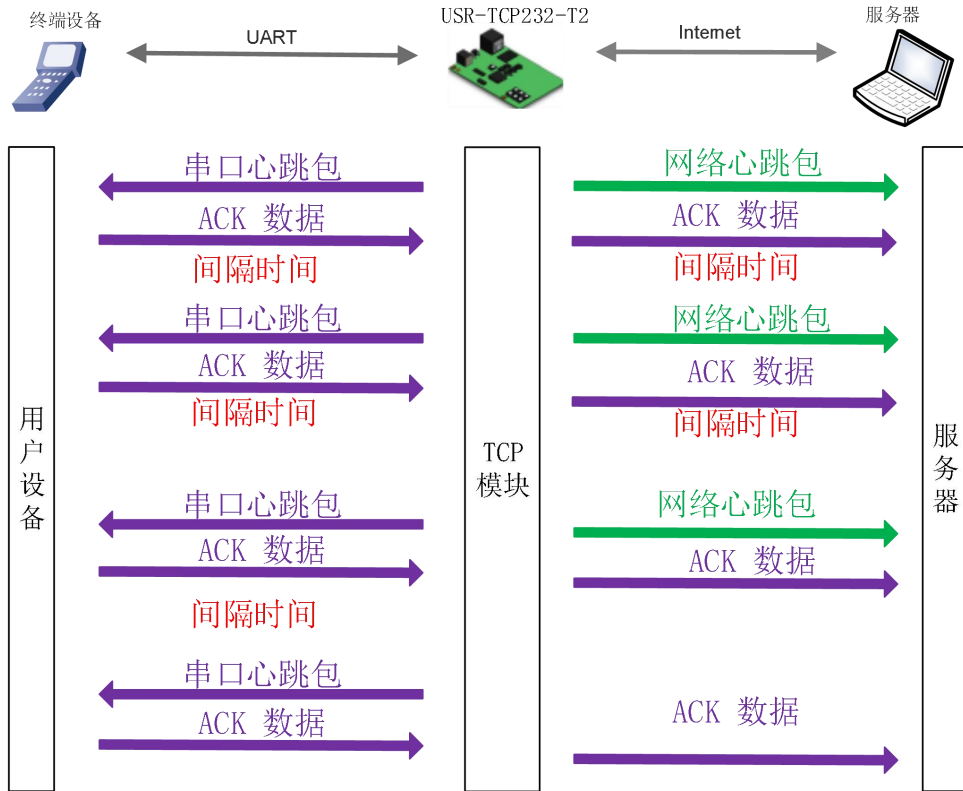 终端设备
UART
USR-TCP232-T2
Internet
服务器
串口心跳包
网络心跳包
ACK 数据
ACK 数据
间隔时间
间隔时间
串口心跳包
网络心跳包
ACK 数据
ACK 数据
间隔时间
间隔时间
用户设备
TCP
模块
服务器
串口心跳包
网络心跳包
ACK 数据
ACK 数据
间隔时间
串口心跳包
ACK 数据
ACK 数据